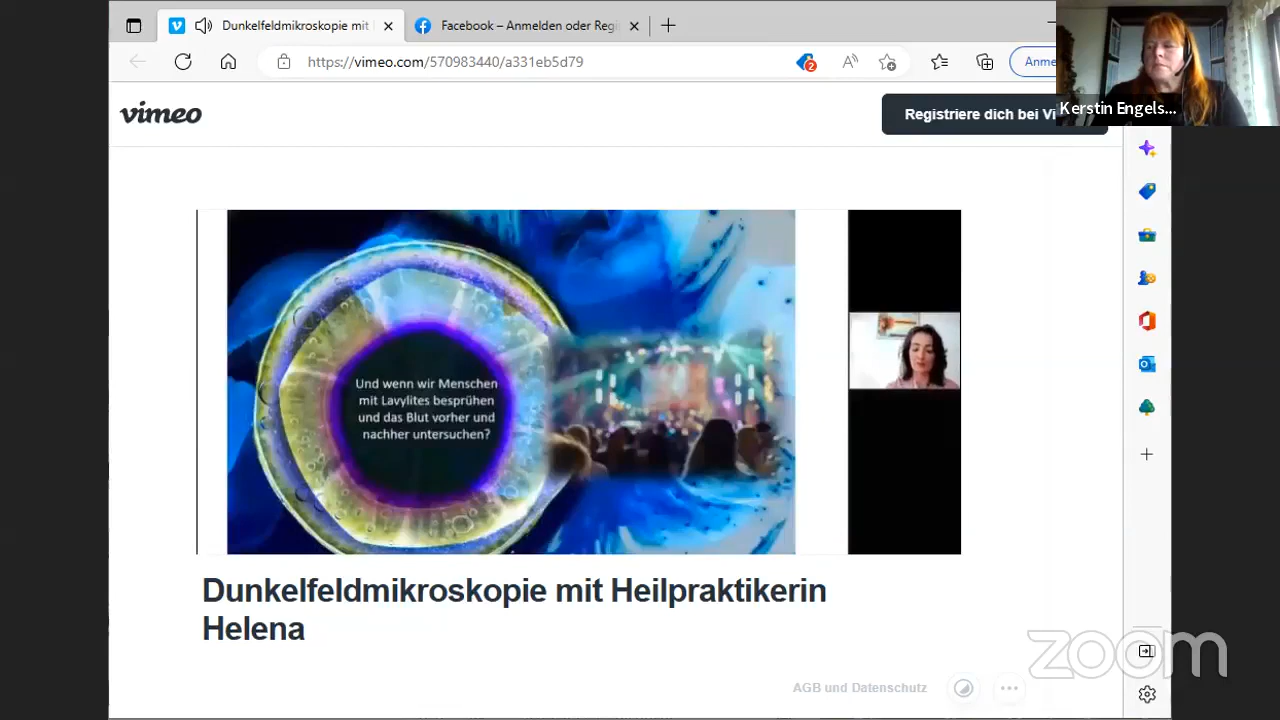 Dunkelfeldmikroskopie mit
Facebook – Anmelden oder Regi
https://vimeo.com/570983440/a331eb5d79
2
Anme
Kerstin Engels...
vimeo
Registriere dich bei Vi
Und wenn wir Menschen
mit Lavylites besprühen
und das Blut vorher und
nachher untersuchen?
Dunkelfeldmikroskopie mit Heilpraktikerin
Helena
AGB und Datenschutz
zoom